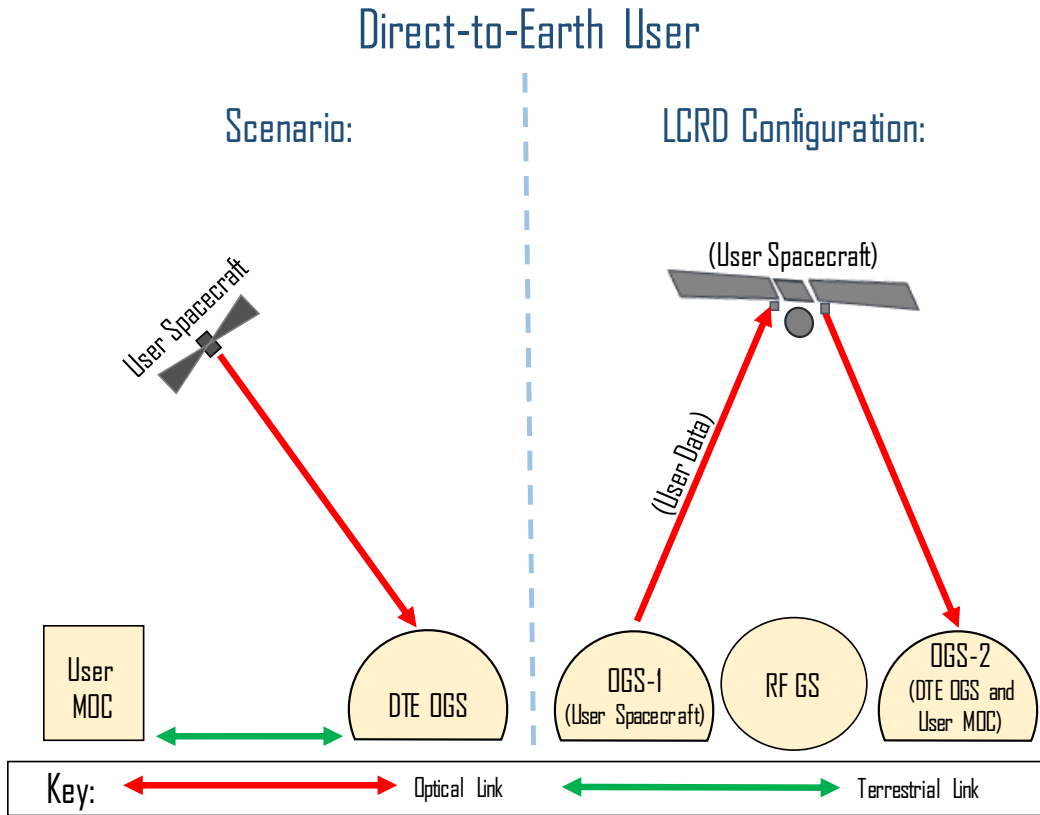 Direct-to-Earth User
Scenario:
LCRD Configuration:
User Spacecraft
(User Spacecraft)
(User Data)
User
MOC
DTE OGS
OGS-1
(User Spacecraft)
RF GS
OGS-2
(DTE OGS and
User MOC)
Key:
Optical Link
Terrestrial Link